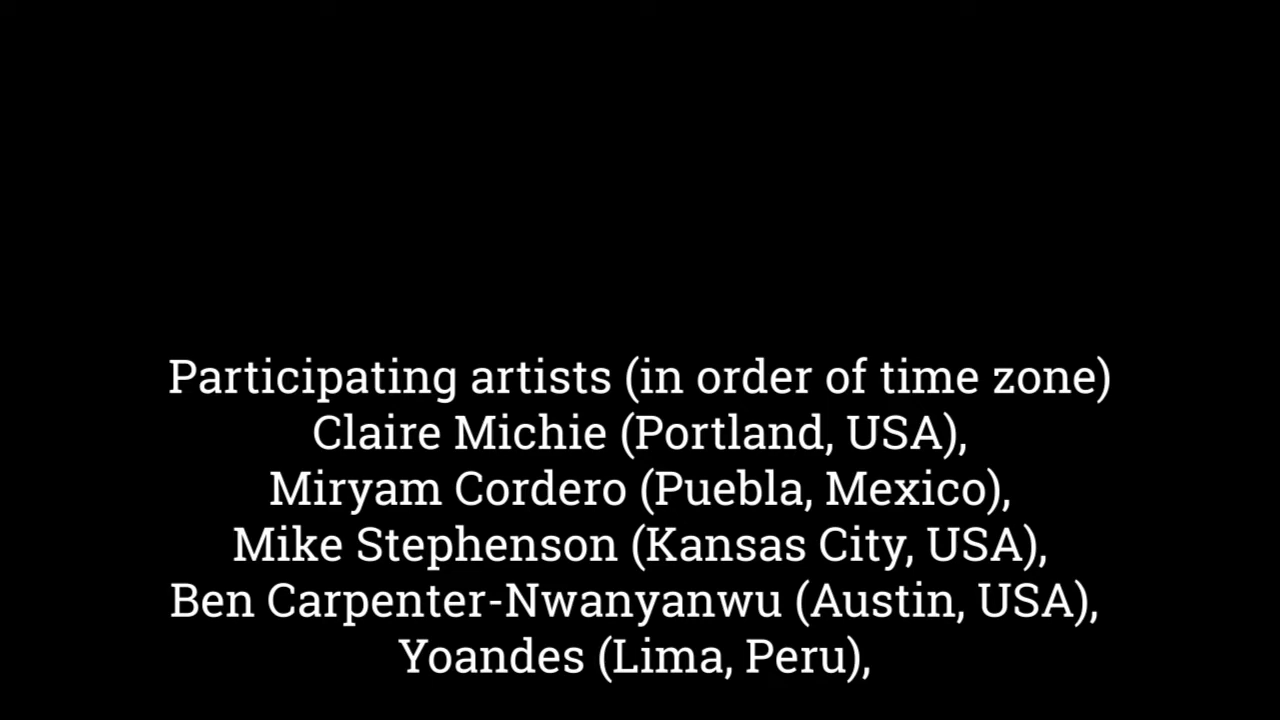 Participating artists (in order of time zone)
Claire Michie (Portland, USA),
Miryam Cordero (Puebla, Mexico),
Mike Stephenson (Kansas City, USA),
Ben Carpenter-Nwanyanwu (Austin, USA),
Yoandes (Lima, Peru),